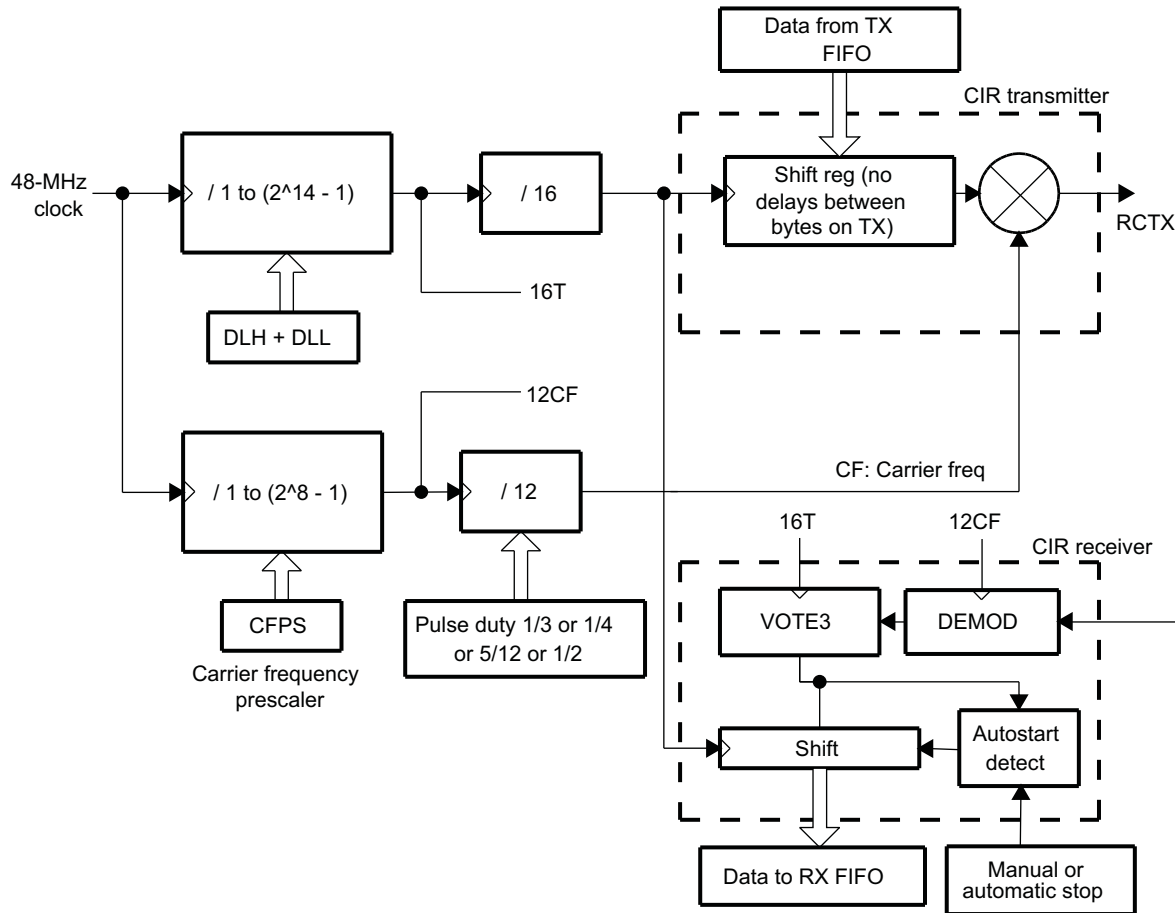 Data from TX
FIFO
CIR transmitter
48-MHz
clock
/ 1 to (2^14 - 1)
/ 16
Shift reg (no
delays between
bytes on TX)
RCTX
16T
DLH + DLL
12CF
/ 1 to (2^8 - 1)
/ 12
CF: Carrier freq
16T
12CF
CIR receiver
CFPS
Carrier frequency
prescaler
Pulse duty 1/3 or 1/4
or 5/12 or 1/2
VOTE3
DEMOD
Shift
Autostart
detect
Data to RX FIFO
Manual or
automatic stop